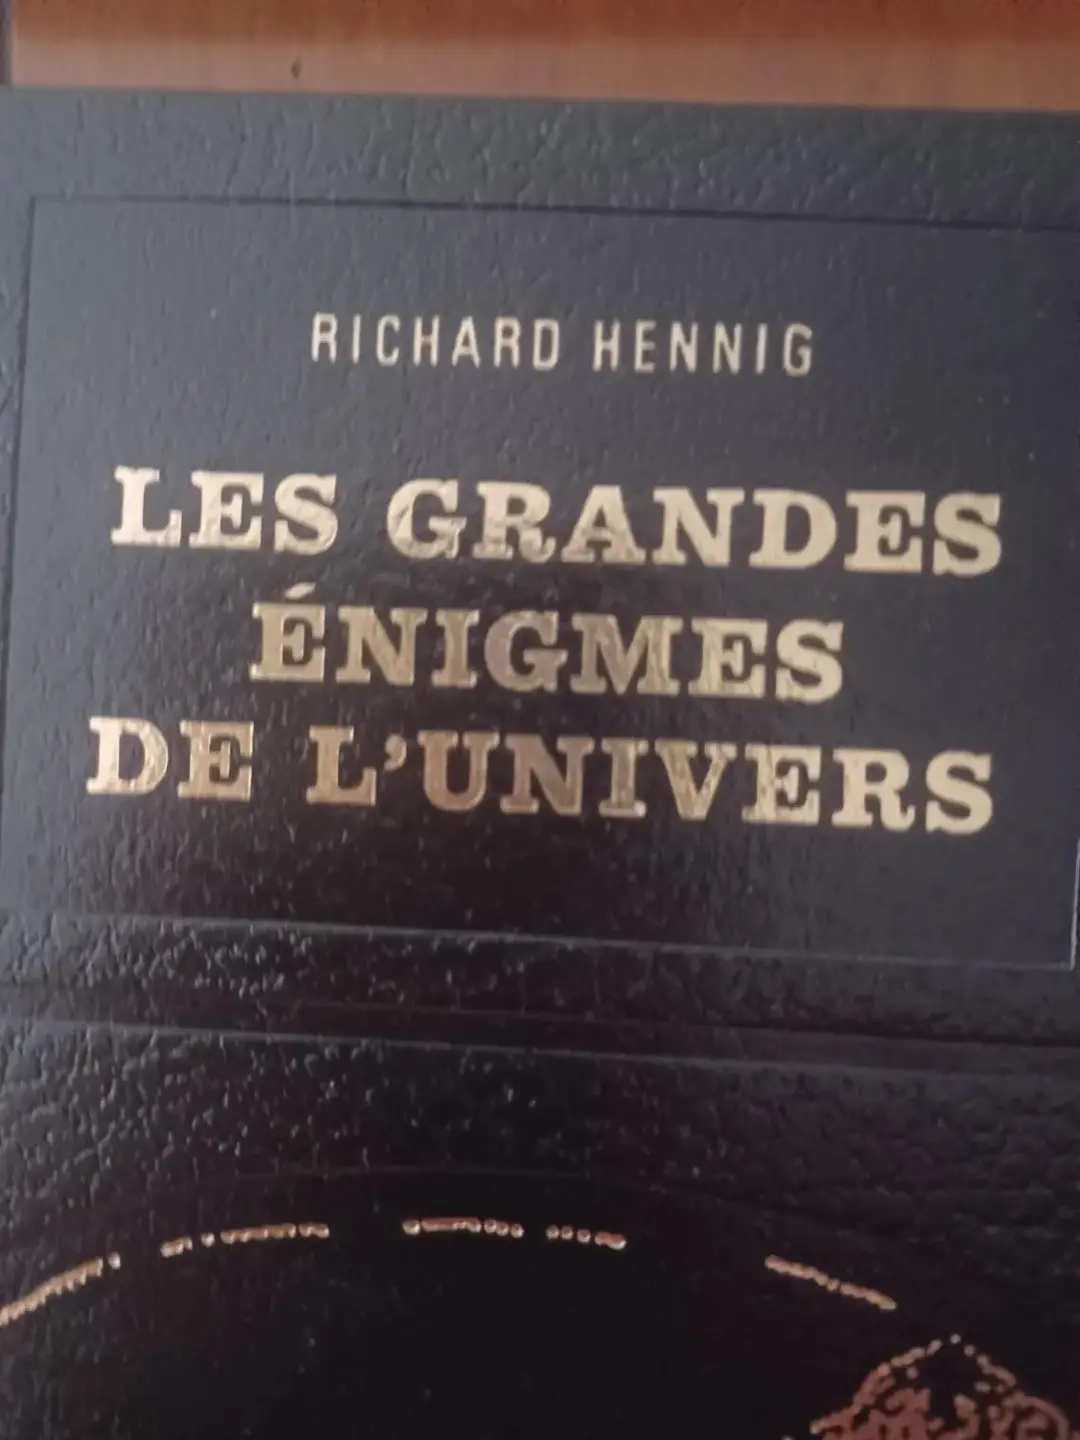 RICHARD HENNIG
LES GRANDES
ÉNIGMES
DE L'UNIVERS